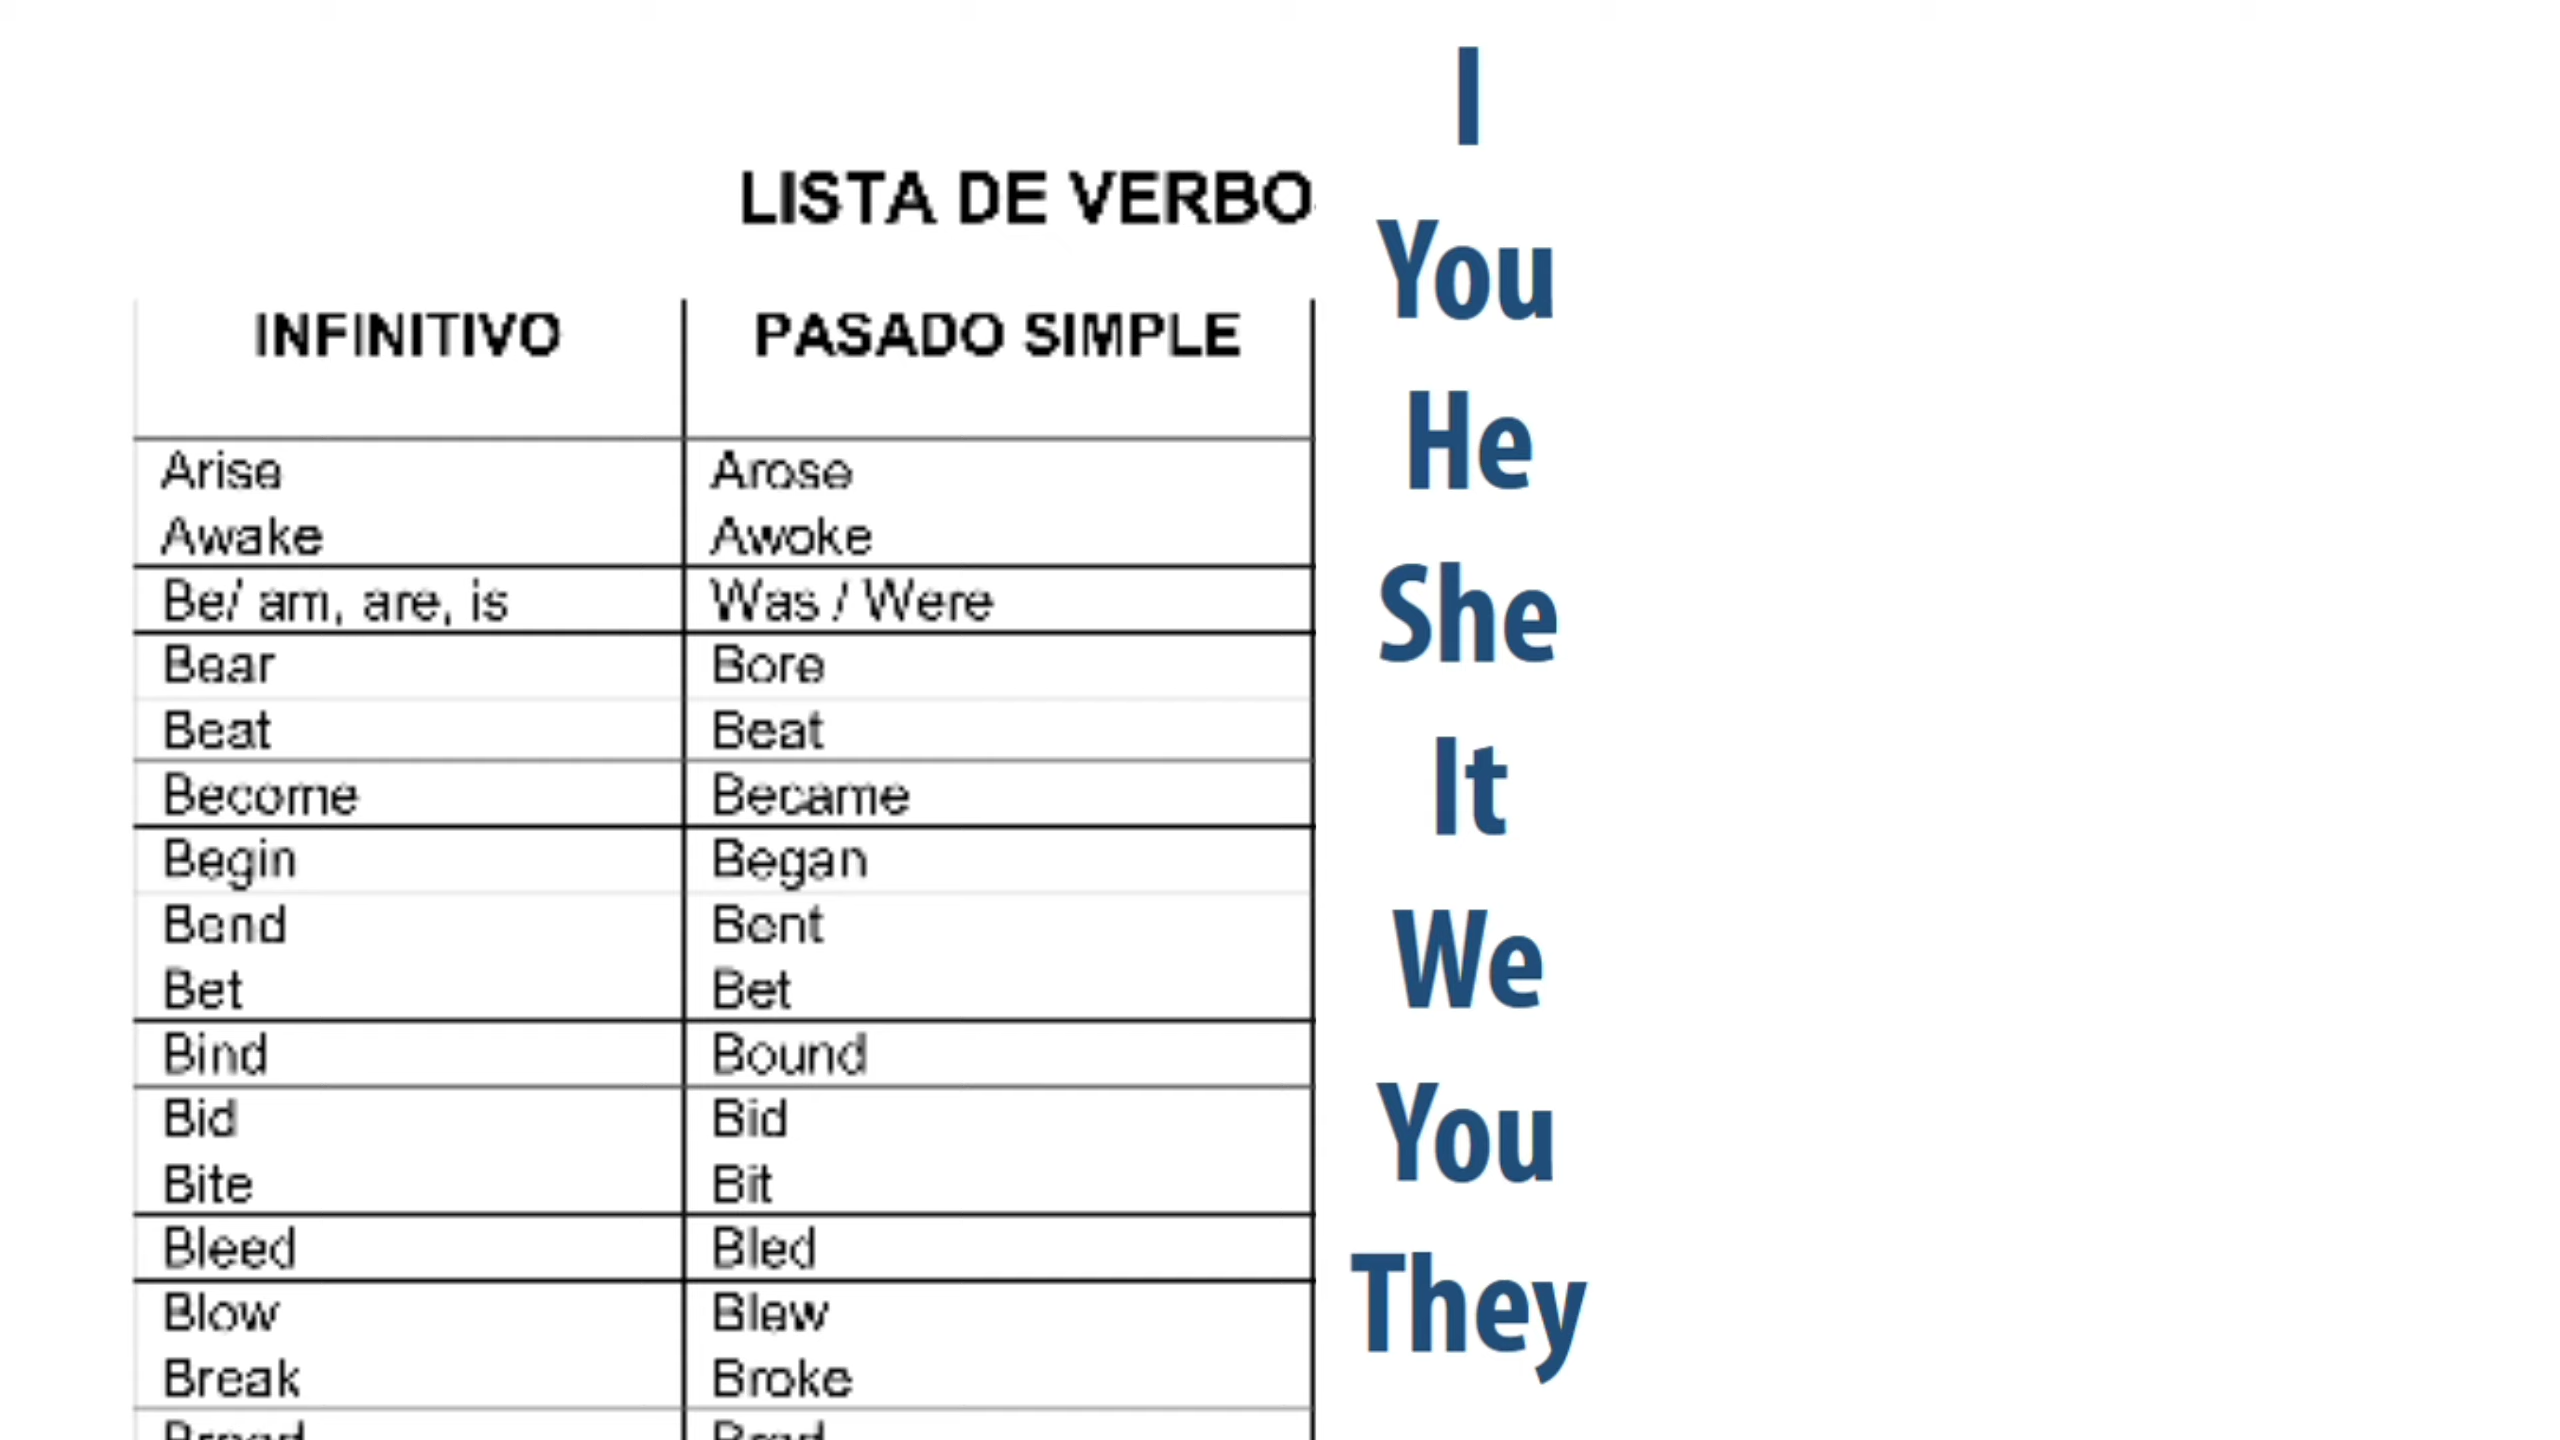 LISTA DE VERBO
INFINITIVO PASADO SIMPLE
Arise Arose
Awake Awoke
Be/ am, are, is Was / Were
Bear Bore
Beat Beat
Become Became
Begin Began
Bend Bent
Bet Bet
Bind Bound
Bid Bid
Bite Bit
Bleed Bled
Blow Blew
Break Broke
I
You
He
She
It
We
You
They